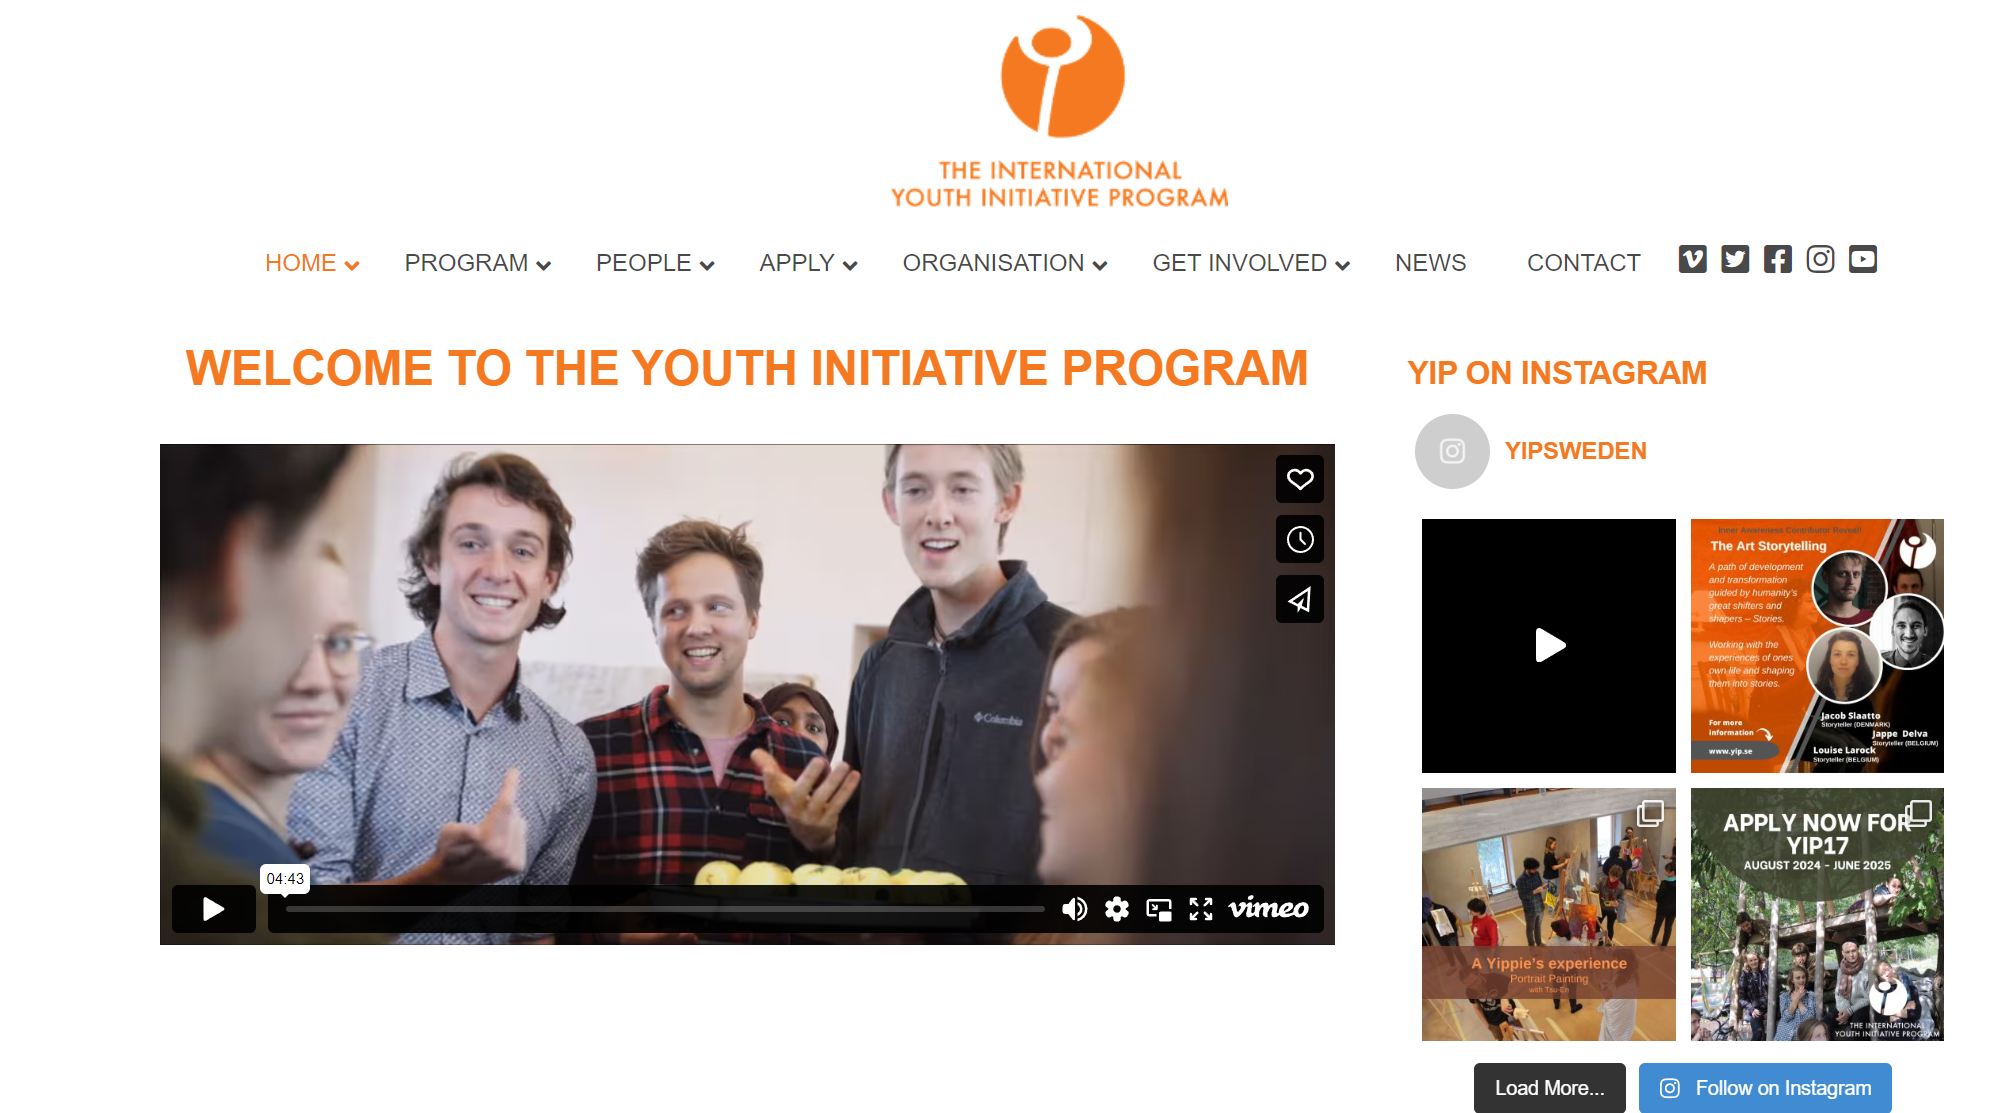 THE INTERNATIONAL
YOUTH INITIATIVE PROGRAM
HOME
PROGRAM
PEOPLE
APPLY
ORGANISATION
GET INVOLVED
NEWS
CONTACT
WELCOME TO THE YOUTH INITIATIVE PROGRAM
Columbia
04:43
vimeo
YIP ON INSTAGRAM
YIPSWEDEN
Inner Awareness Contributor Reveal!
The Art Storytelling
A path of development
and transformation
guided by humanity's
great shifters and
shapers – Stories.
Working with the
experiences of ones
own life and shaping
them into stories.
For more
information
www.yip.se
Jacob Slaatto
Storyteller (DENMARK)
Jappe Delva
Storyteller (BELGIUM)
Louise Larock
Storyteller (BELGIUM)
A Yippie's experience
Portrait Painting
with Tsu-En
APPLY NOW FOR
YIP17
AUGUST 2024 - JUNE 2025
THE INTERNATIONAL
YOUTH INITIATIVE PROGRAM
Load More...
Follow on Instagram